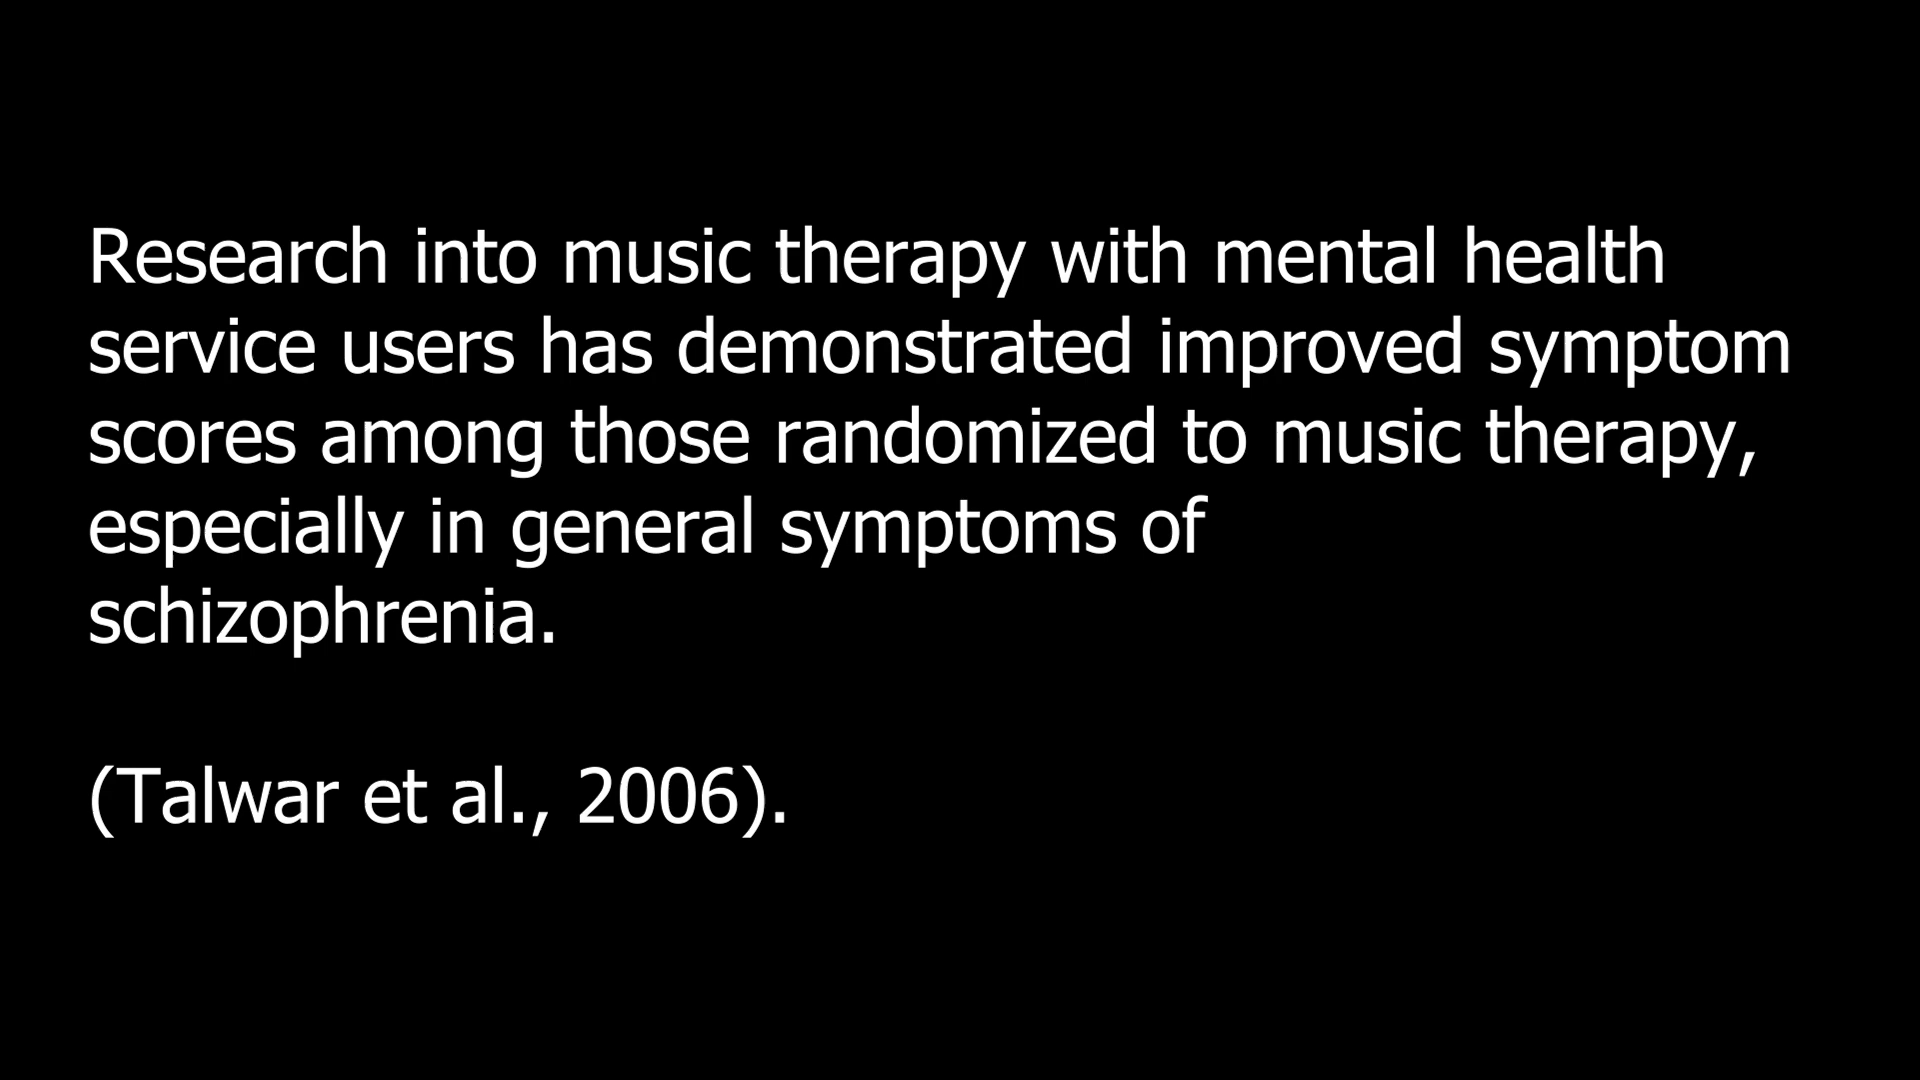 Research into music therapy with mental health
service users has demonstrated improved symptom
scores among those randomized to music therapy,
especially in general symptoms of
schizophrenia.
(Talwar et al., 2006).